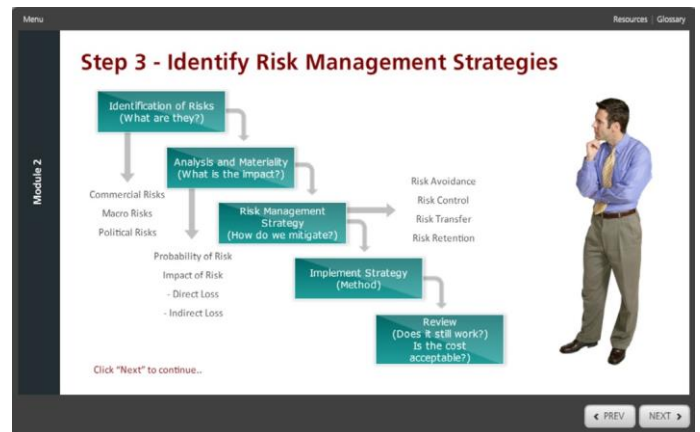 Menu
Resources | Glossary
Module 2
Step 3 - Identify Risk Management Strategies
Identification of Risks
(What are they?)
Analysis and Materiality
(What is the impact?)
Commercial Risks
Macro Risks
Political Risks
Risk Management
Strategy
(How do we mitigate?)
Risk Avoidance
Risk Control
Risk Transfer
Risk Retention
Probability of Risk
Impact of Risk
- Direct Loss
- Indirect Loss
Implement Strategy
(Method)
Review
(Does it still work?)
Is the cost
acceptable?)
Click "Next" to continue..
PREV
NEXT